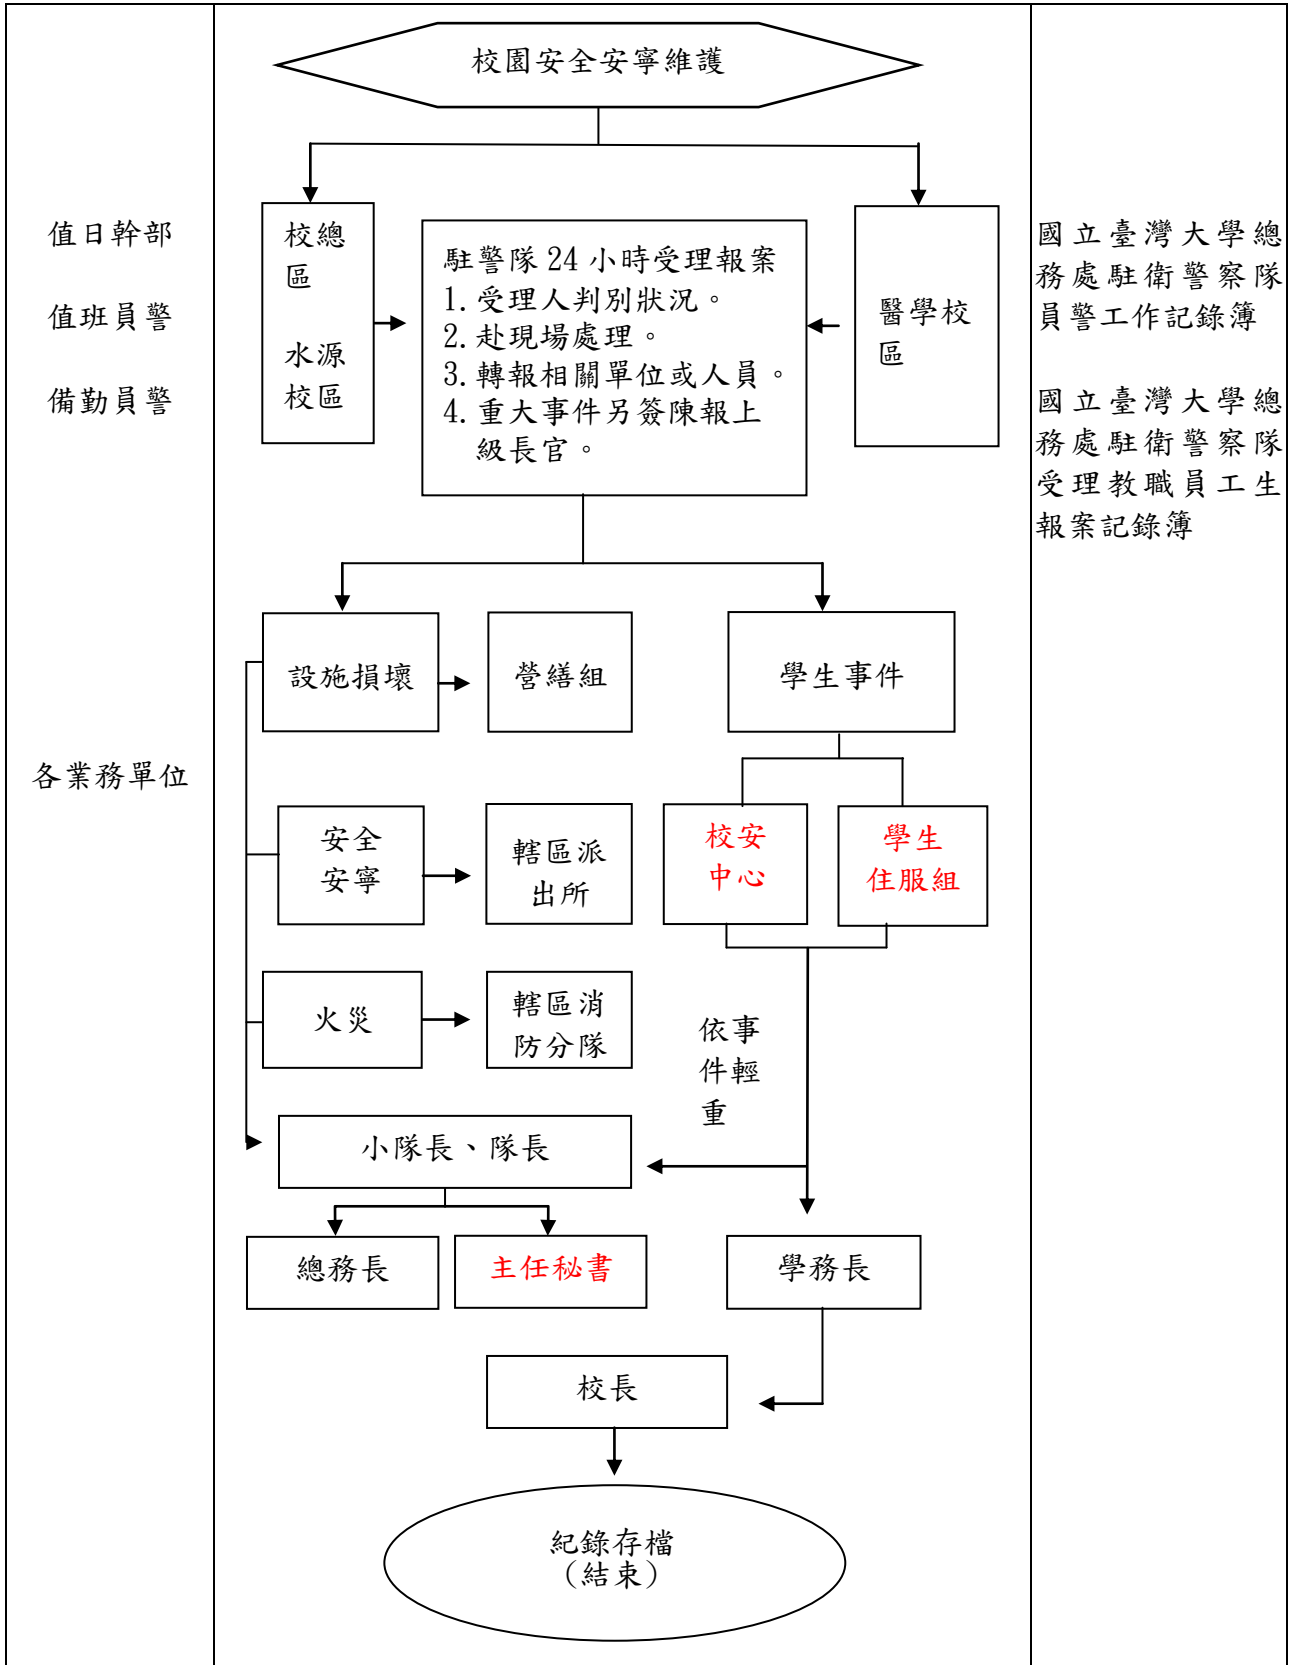 校園安全安寧維護
值日幹部
值班員警
備勤員警
校總
區
水源
校區
駐警隊 24 小時受理報案
1. 受理人判別狀況。
2. 赴現場處理。
3. 轉報相關單位或人員。
4. 重大事件另簽陳報上
級長官。
醫學校
區
國立臺灣大學總
務處駐衛警察隊
員警工作記錄簿
國立臺灣大學總
務處駐衛警察隊
受理教職員工生
報案記錄簿
設施損壞
營繕組
學生事件
各業務單位
安全
安寧
轄區派
出所
校安
中心
學生
住服組
火災
轄區消
防分隊
依事
件輕
重
小隊長、隊長
總務長
主任秘書
學務長
校長
紀錄存檔
(結束)